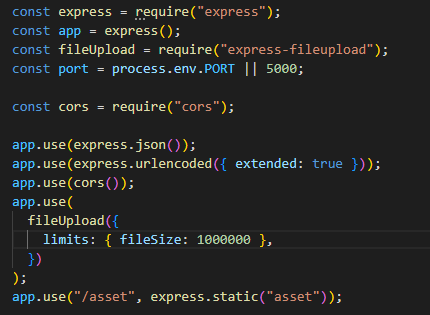 const express = require("express");
const app = express();
const fileUpload = require("express-fileupload");
const port = process.env.PORT || 5000;

const cors = require("cors");

app.use(express.json());
app.use(express.urlencoded({ extended: true }));
app.use(cors());
app.use(
  fileUpload({
    limits: { fileSize: 1000000 },
  })
);
app.use("/asset", express.static("asset"));